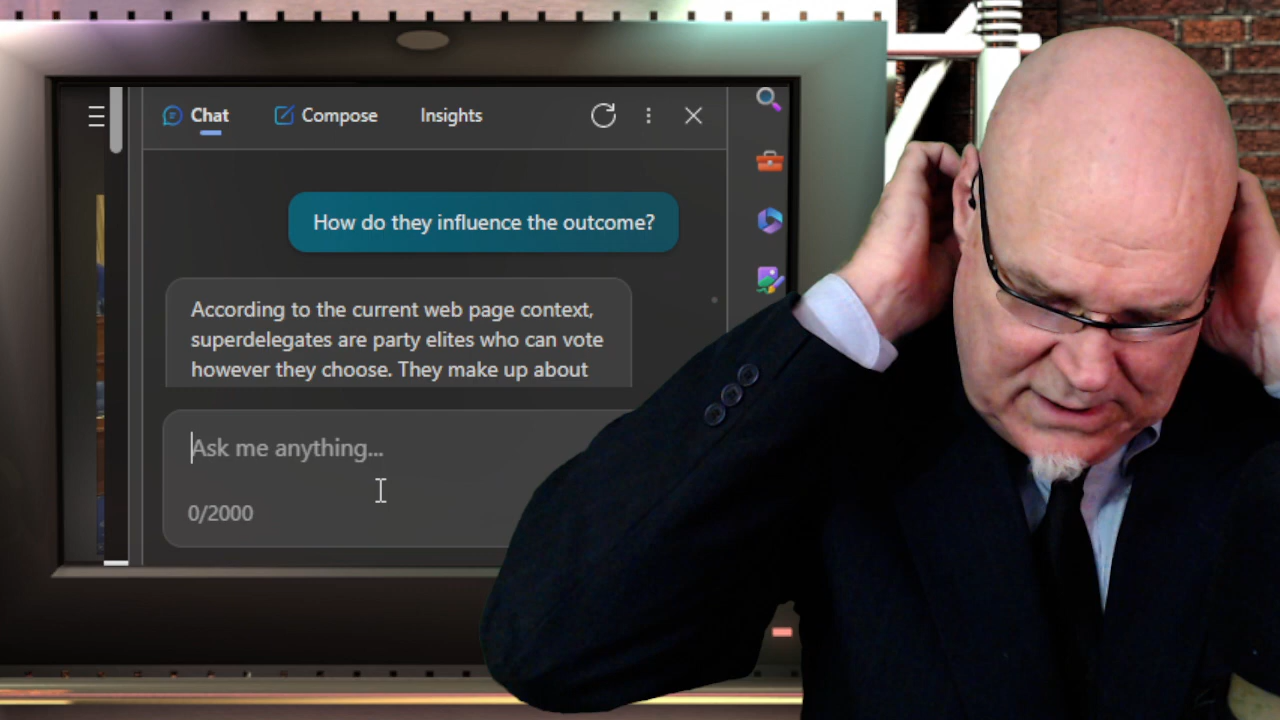 Chat Compose Insights
How do they influence the outcome?
According to the current web page context,
superdelegates are party elites who can vote
however they choose. They make up about
Ask me anything...
0/2000